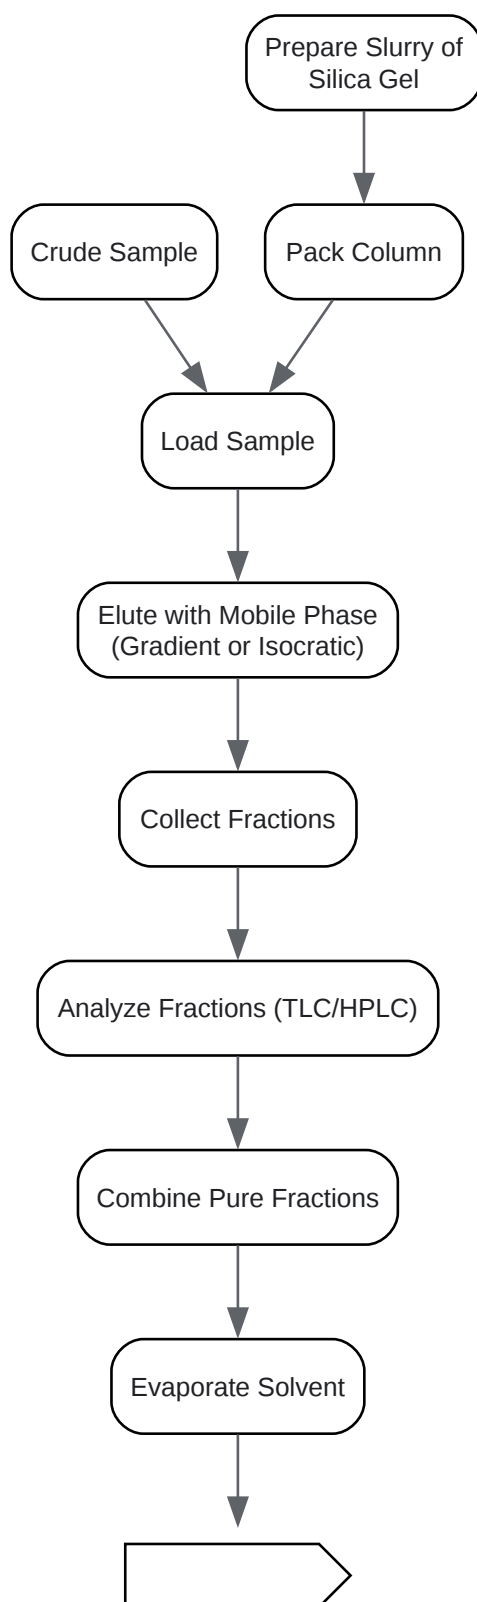 Prepare Slurry of
Silica Gel
Crude Sample
Pack Column
Load Sample
Elute with Mobile Phase
(Gradient or Isocratic)
Collect Fractions
Analyze Fractions (TLC/HPLC)
Combine Pure Fractions
Evaporate Solvent